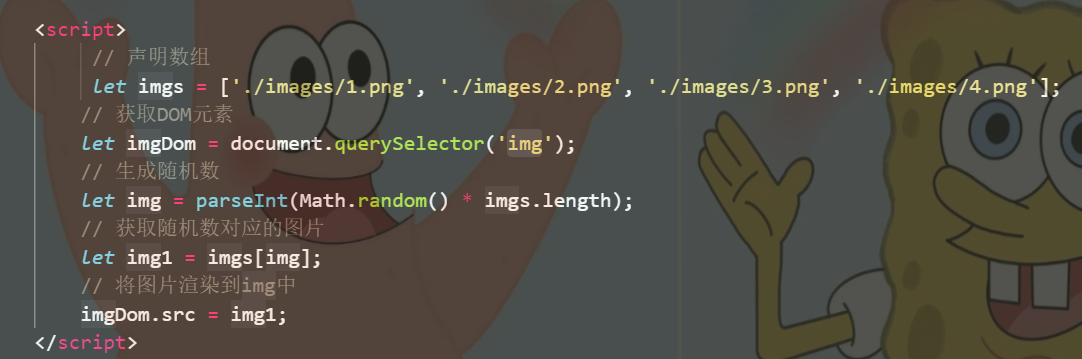 <script>
// 声明数组
let imgs = ['./images/1.png', './images/2.png', './images/3.png', './images/4.png'];
// 获取DOM元素
let imgDom = document.querySelector('img');
// 生成随机数
let img = parseInt(Math.random() * imgs.length);
// 获取随机数对应的图片
let img1 = imgs[img];
// 将图片渲染到img中
imgDom.src = img1;
</script>